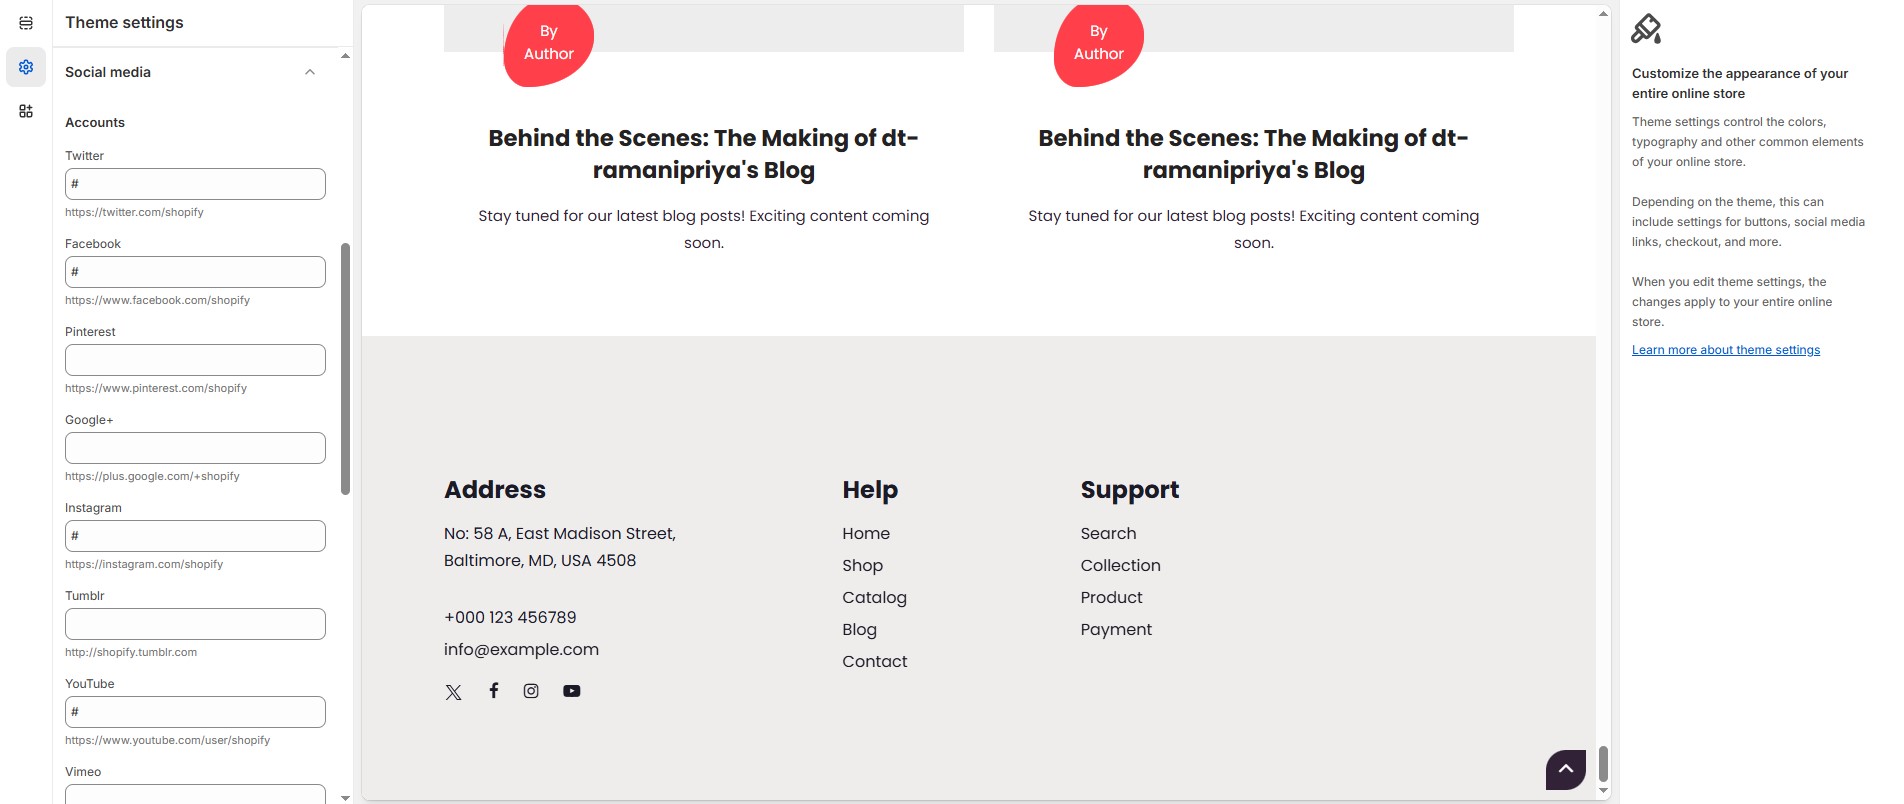 Theme settings
Social media
Accounts
Twitter
#
https://twitter.com/shopify
Facebook
#
https://www.facebook.com/shopify
Pinterest
https://www.pinterest.com/shopify
Google+
https://plus.google.com/+shopify
Instagram
#
https://instagram.com/shopify
Tumblr
http://shopify.tumblr.com
YouTube
#
https://www.youtube.com/user/shopify
Vimeo
By
Author
Behind the Scenes: The Making of dt-
ramanipriya's Blog
Stay tuned for our latest blog posts! Exciting content coming
soon.
By
Author
Behind the Scenes: The Making of dt-
ramanipriya's Blog
Stay tuned for our latest blog posts! Exciting content coming
soon.
Address
No: 58 A, East Madison Street,
Baltimore, MD, USA 4508
+000 123 456789
info@example.com
Help
Home
Shop
Catalog
Blog
Contact
Support
Search
Collection
Product
Payment
Customize the appearance of your
entire online store
Theme settings control the colors,
typography and other common elements
of your online store.
Depending on the theme, this can
include settings for buttons, social media
links, checkout, and more.
When you edit theme settings, the
changes apply to your entire online
store.
Learn more about theme settings